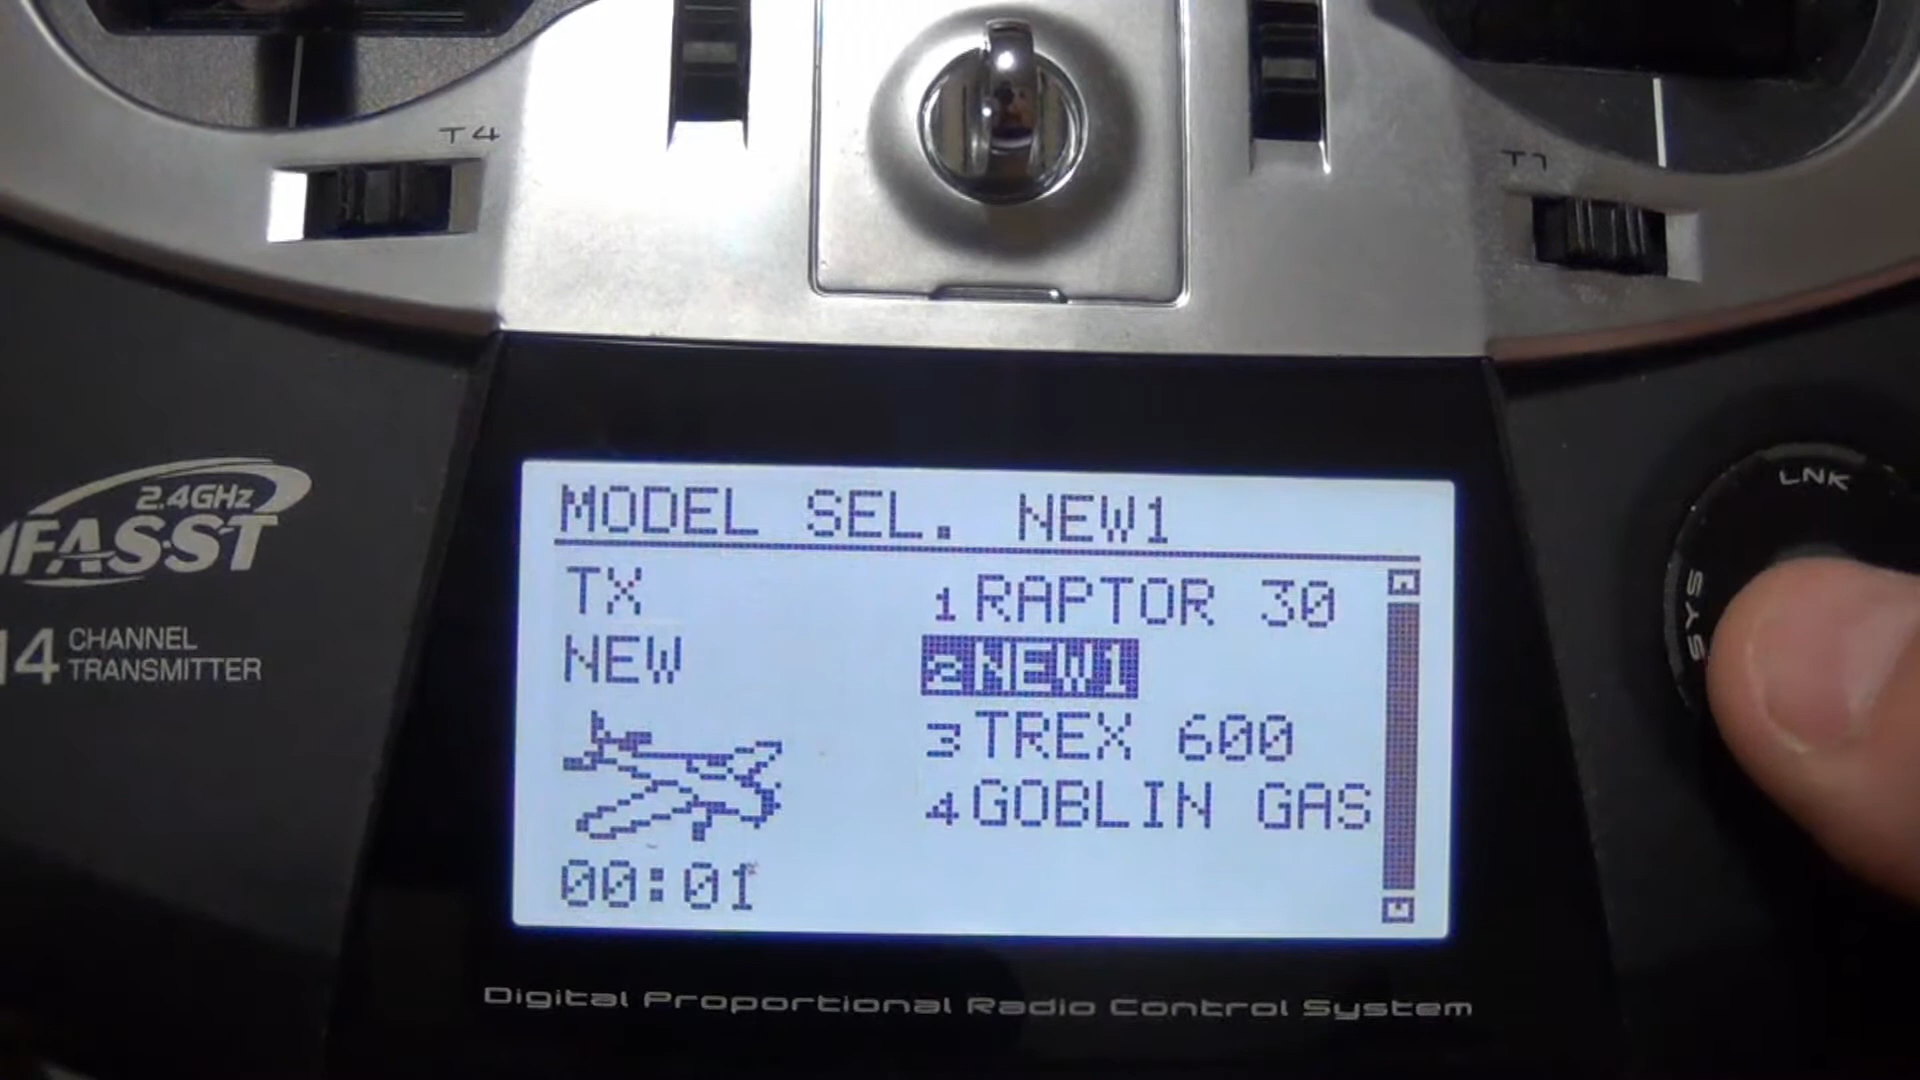 T4
T1
2.4GHz
FASST
14 CHANNEL
TRANSMITTER
LNK
SYS
MODEL SEL. NEW1
TX
NEW
1 RAPTOR 30
2 NEW1
3 TREX 600
4 GOBLIN GAS
00:01
Digital Proportional Radio Control System